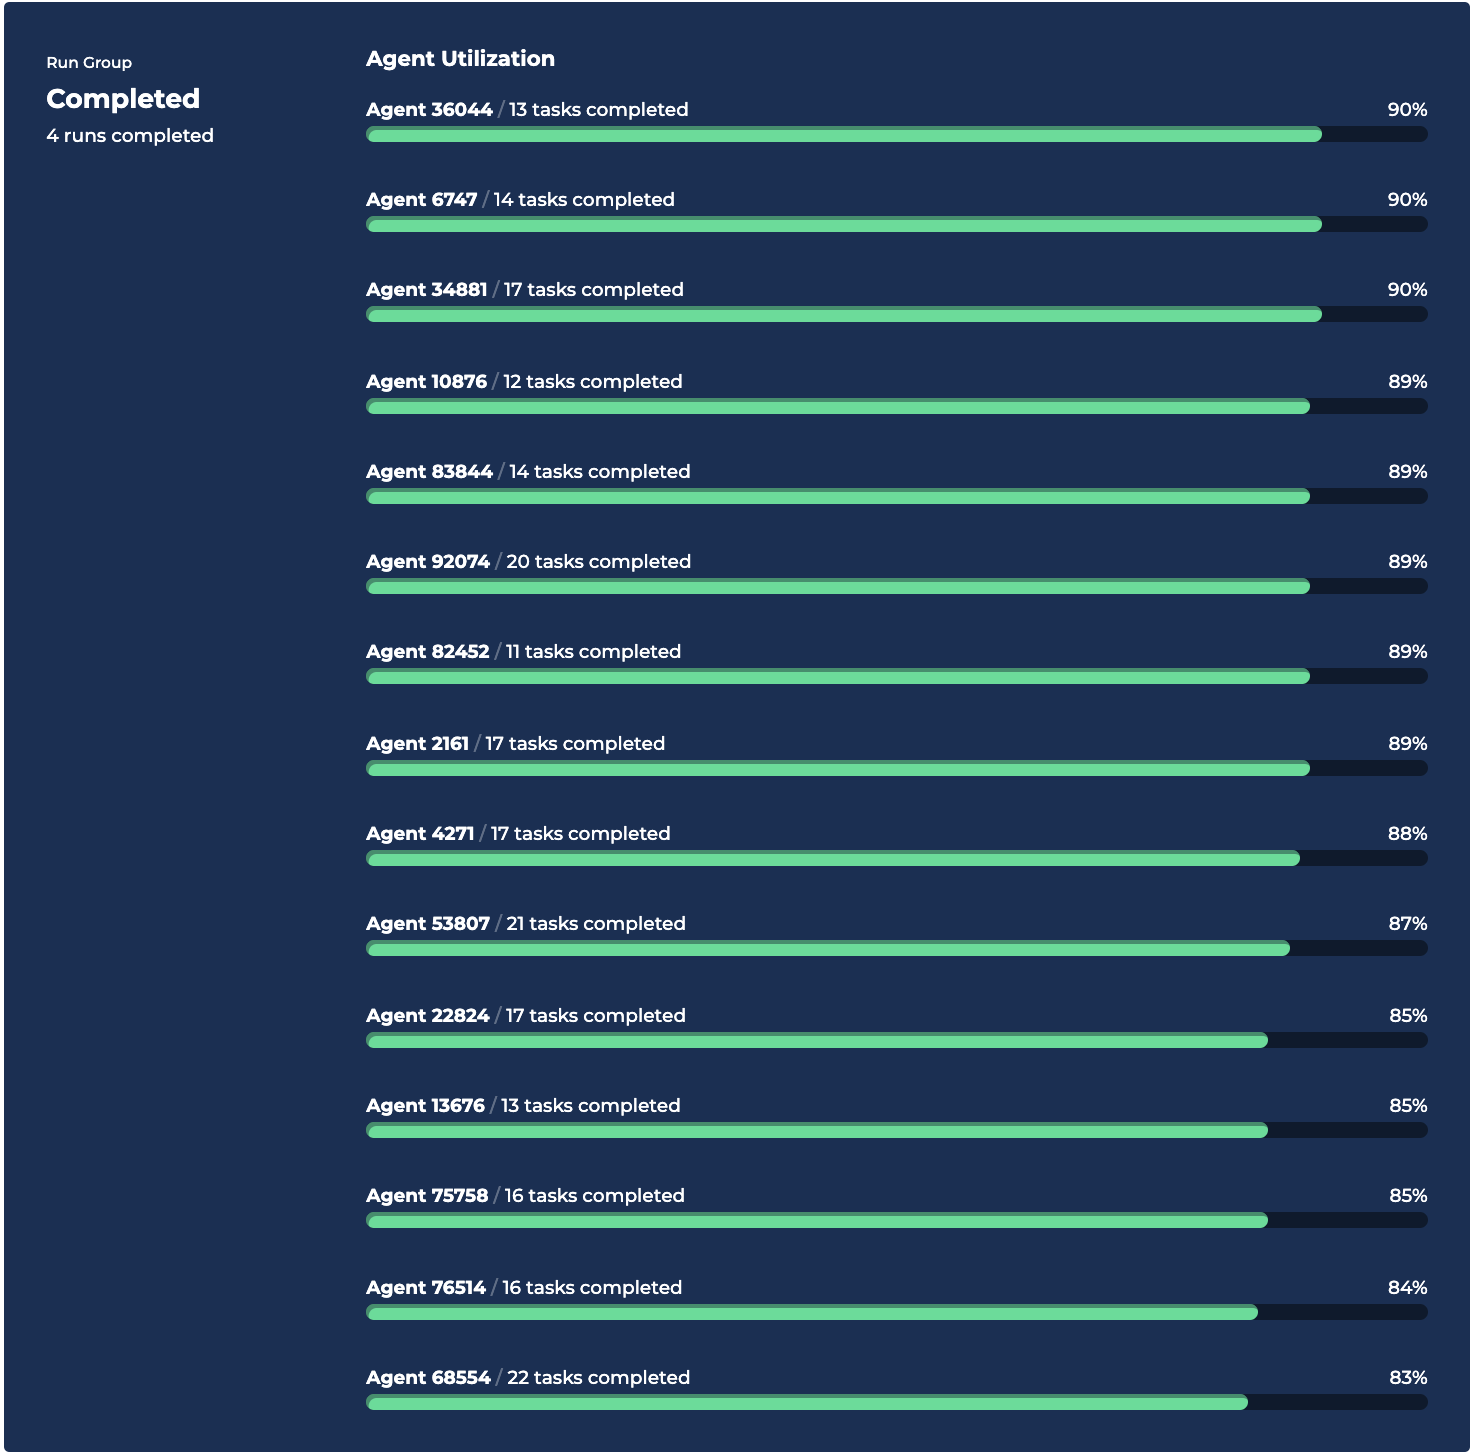 Run Group
Completed
4 runs completed
Agent Utilization
Agent 36044 / 13 tasks completed 90%
Agent 6747 / 14 tasks completed 90%
Agent 34881 / 17 tasks completed 90%
Agent 10876 / 12 tasks completed 89%
Agent 83844 / 14 tasks completed 89%
Agent 92074 / 20 tasks completed 89%
Agent 82452 / 11 tasks completed 89%
Agent 2161 / 17 tasks completed 89%
Agent 4271 / 17 tasks completed 88%
Agent 53807 / 21 tasks completed 87%
Agent 22824 / 17 tasks completed 85%
Agent 13676 / 13 tasks completed 85%
Agent 75758 / 16 tasks completed 85%
Agent 76514 / 16 tasks completed 84%
Agent 68554 / 22 tasks completed 83%